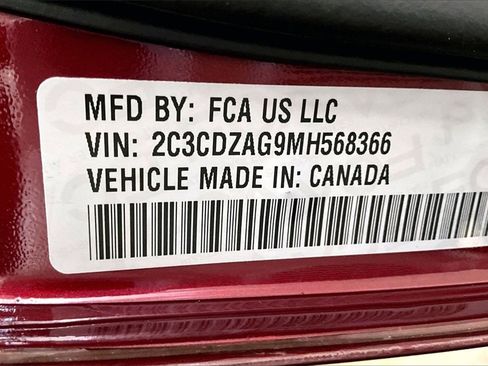 MFD BY: FCA US LLC
VIN: 2C3CDZAG9MH568366
VEHICLE MADE IN: CANADA